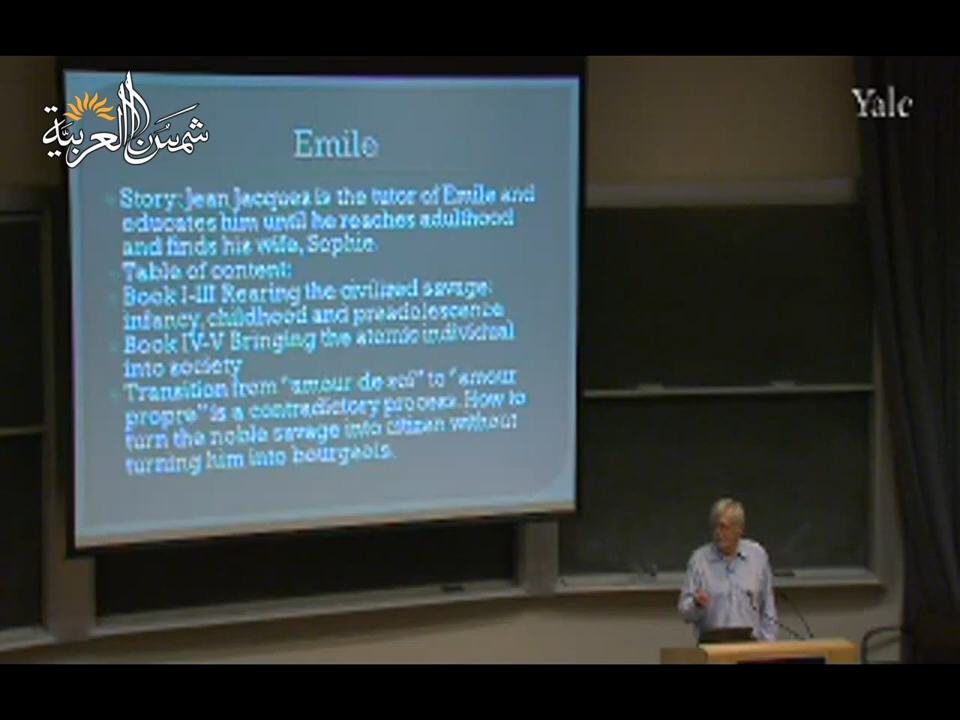 شمس العربية
Yale
Emile
Story: Jean Jacques is the tutor of Emile and
educates him until he reaches adulthood
and finds his wife, Sophie.
Table of content:
Book I-III Rearing the civilized savage:
infancy, childhood and preadolescence
Book IV-V Bringing the atomic individual
into society
Transition from "amour de soi" to "amour
propre" is a contradictory process. How to
turn the noble savage into citizen without
turning him into bourgeois.